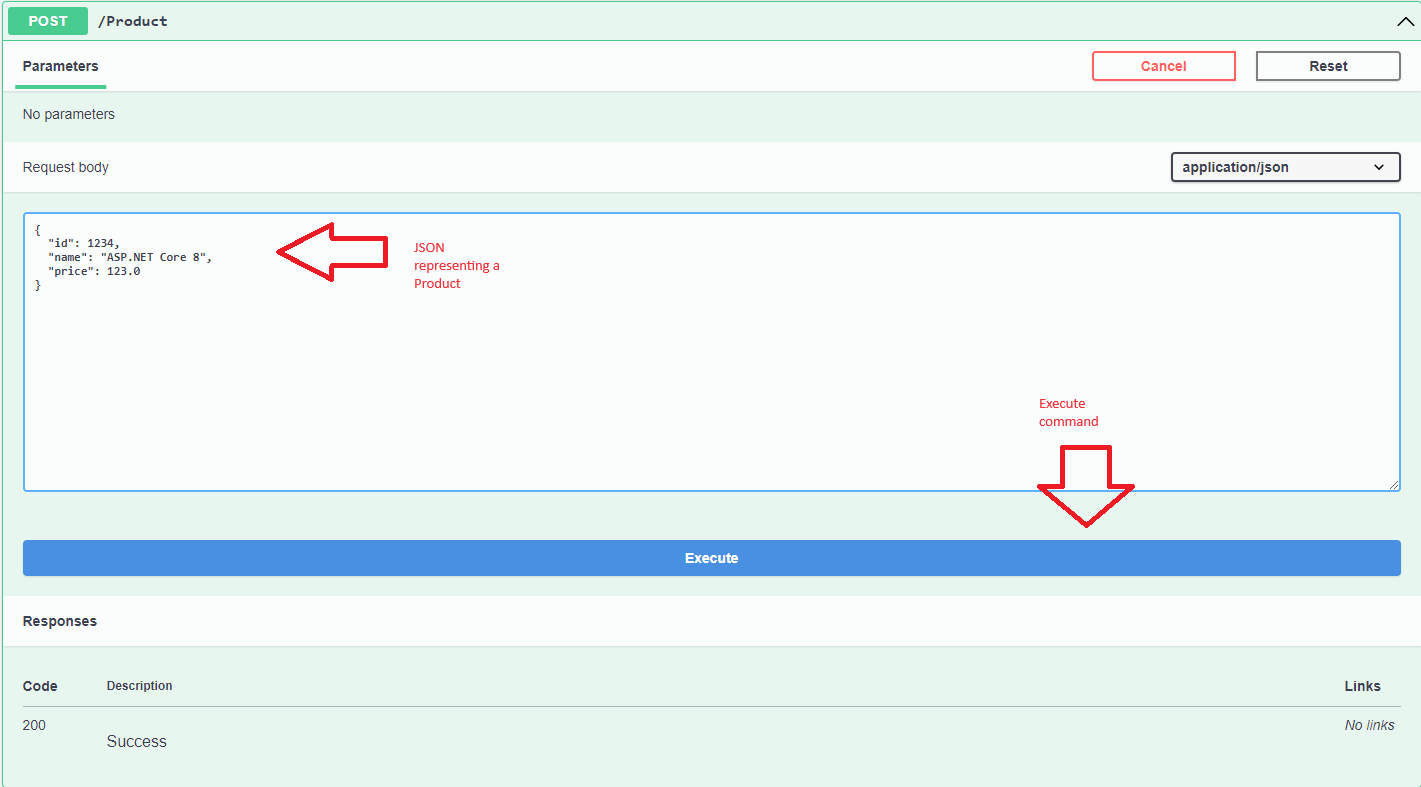 POST /Product
Parameters
Cancel
Reset
No parameters
Request body
application/json
{
  "id": 1234,
  "name": "ASP.NET Core 8",
  "price": 123.0
}
JSON
representing a
Product
Execute
command
Execute
Responses
Code Description Links
200 Success No links